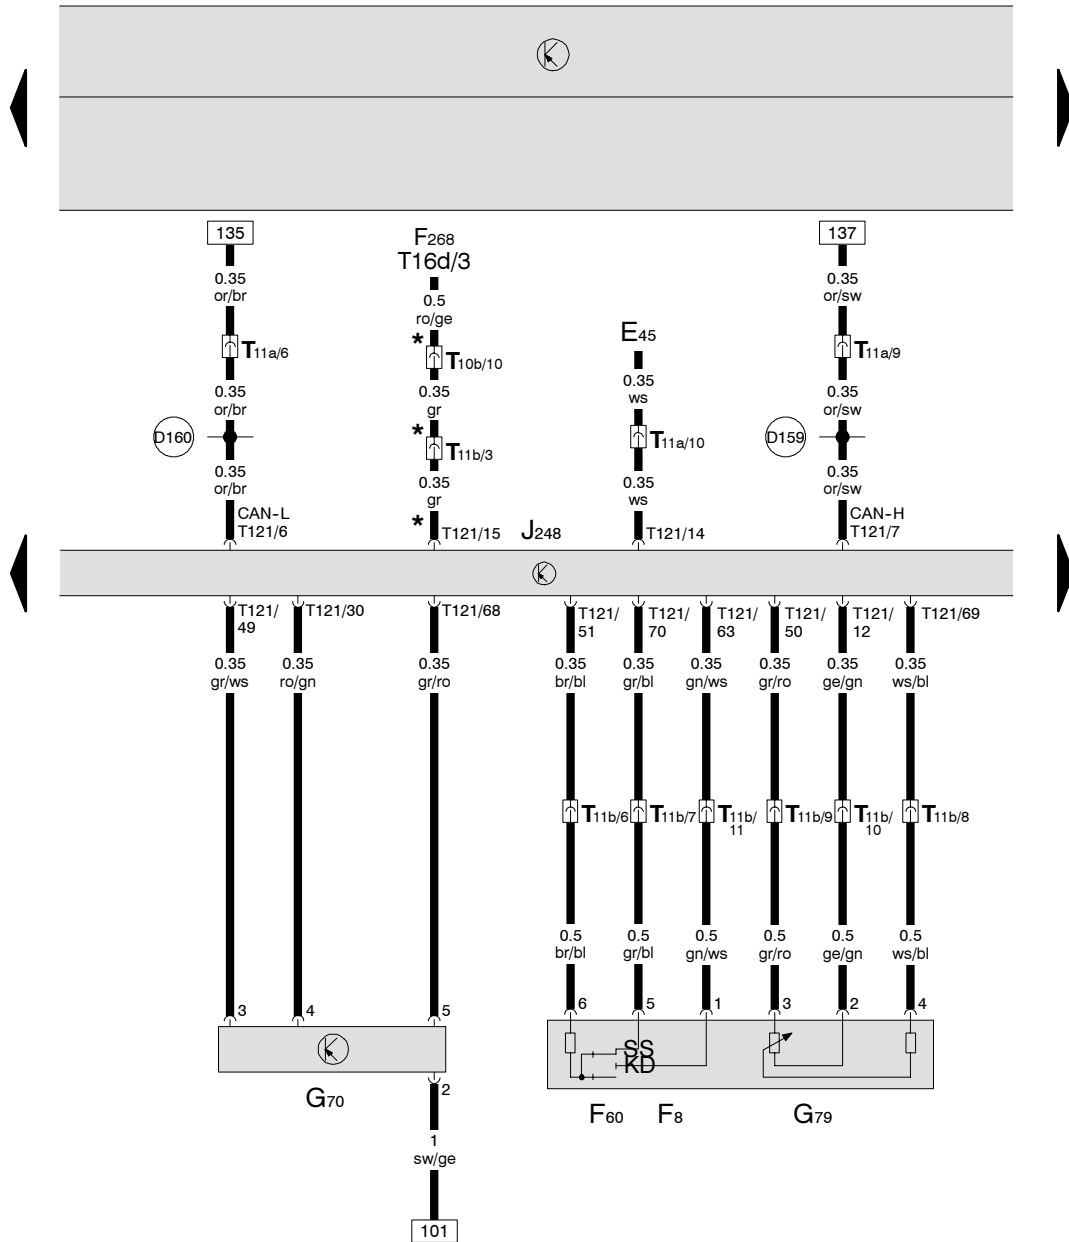 135
F268
137
T16d/3
0.35
or/br
0.5
ro/ge
E45
0.35
or/sw
*
T11a/6
T10b/10
T11a/9
0.35
or/br
0.35
gr
0.35
ws
0.35
or/sw
*
D160
T11b/3
T11a/10
D159
0.35
or/br
0.35
gr
0.35
ws
0.35
or/sw
CAN-L
T121/6
*
T121/15
J248
T121/14
CAN-H
T121/7
T121/
49
T121/30
T121/68
T121/
51
T121/
70
T121/
63
T121/
50
T121/
12
T121/69
0.35
gr/ws
0.35
ro/gn
0.35
gr/ro
0.35
br/bl
0.35
gr/bl
0.35
gn/ws
0.35
gr/ro
0.35
ge/gn
0.35
ws/bl
T11b/6
T11b/7
T11b/
11
T11b/9
T11b/
10
T11b/8
0.5
br/bl
0.5
gr/bl
0.5
gn/ws
0.5
gr/ro
0.5
ge/gn
0.5
ws/bl
3
4
5
6
5
1
3
2
4
SS
KD
2
G70
F60
F8
G79
1
sw/ge
101